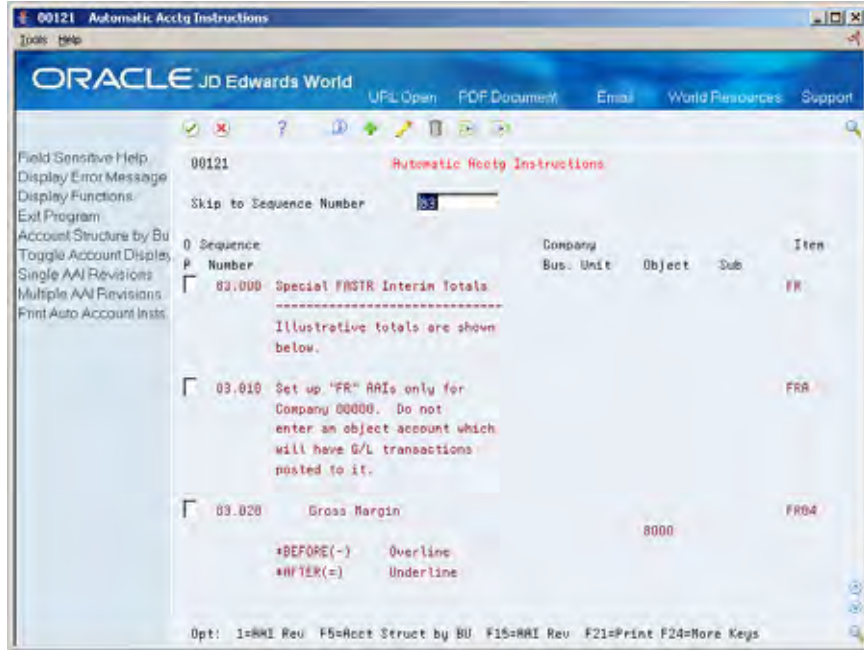 00121 Automatic Acctg Instructions
Tools Help
ORACLE JD Edwards World
URL Open PDF Document Email World Resources Support
Field Sensitive Help
Display Error Message
Display Functions
Exit Program
Account Structure by Bu
Toggle Account Display
Single AAI Revisions
Multiple AAI Revisions
Print Auto Account Insts
00121 Automatic Acctg Instructions
Skip to Sequence Number 03
O Sequence Company Item
P Number Bus. Unit Object Sub
03.000 Special FASTR Interim Totals FR
------------------------------
Illustrative totals are shown
below.
03.010 Set up "FR" AAIs only for FRA
Company 00000. Do not
enter an object account which
will have G/L transactions
posted to it.
03.020 Gross Margin FR04
8000
*BEFORE(-) Overline
*AFTER(=) Underline
Opt: 1=AAI Rev F5=Acct Struct by BU F15=AAI Rev F21=Print F24=More Keys